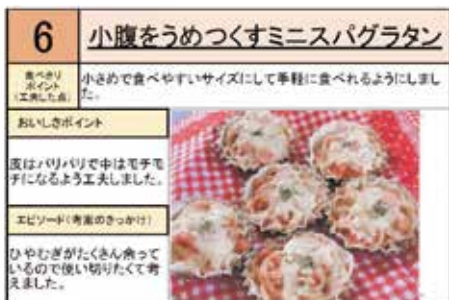 6
小腹をうめつくすミニスパグラタン
食べきり
ポイント
(工夫した点)
小さめで食べやすいサイズにして手軽に食べれるようにしまし
た。
おいしさポイント
皮はパリパリで中はモチモ
チになるよう工夫しました。
エピソード(考案のきっかけ)
ひやむぎがたくさん余って
いるので使い切りたくて考
えました。